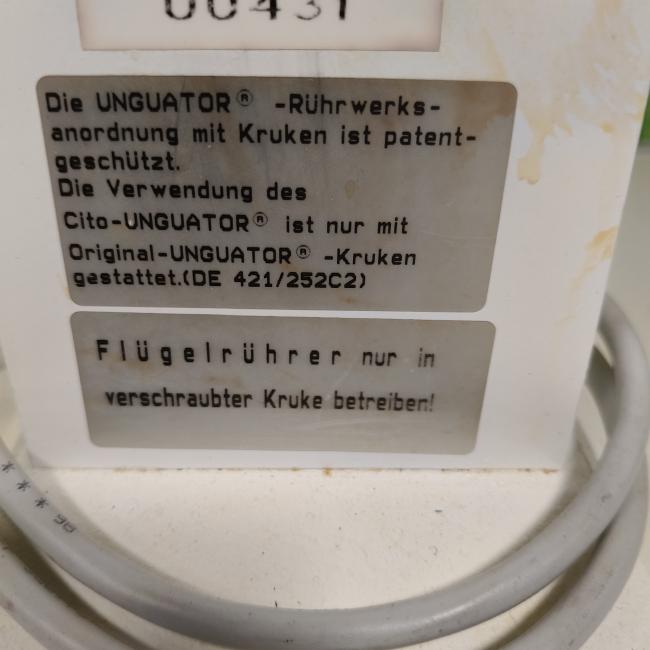 00431
Die UNGUATOR® -Rührwerks-
anordnung mit Kruken ist patent-
geschützt.
Die Verwendung des
Cito-UNGUATOR® ist nur mit
Original-UNGUATOR® -Kruken
gestattet.(DE 421/252C2)
Flügelrührer nur in
verschraubter Kruke betreiben!